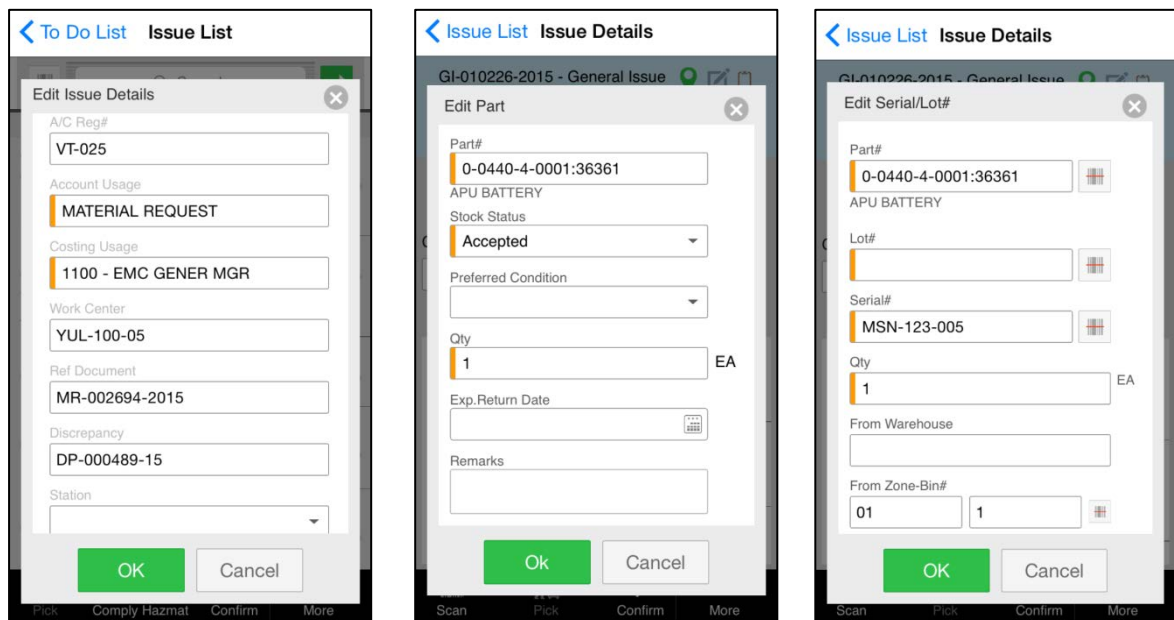 To Do List Issue List
Edit Issue Details
A/C Reg#
VT-025
Account Usage
MATERIAL REQUEST
Costing Usage
1100 - EMC GENER MGR
Work Center
YUL-100-05
Ref Document
MR-002694-2015
Discrepancy
DP-000489-15
Station
OK Cancel
Pick Comply Hazmat Confirm More
Issue List Issue Details
GI-010226-2015 - General Issue
Edit Part
Part#
0-0440-4-0001:36361
APU BATTERY
Stock Status
Accepted
Preferred Condition
Qty
1 EA
Exp.Return Date
Remarks
Ok Cancel
Scan Pick Confirm More
Issue List Issue Details
GI-010226-2015 - General Issue
Edit Serial/Lot#
Part#
0-0440-4-0001:36361
APU BATTERY
Lot#
Serial#
MSN-123-005
Qty
1 EA
From Warehouse
From Zone-Bin#
01 1
OK Cancel
Scan Pick Confirm More